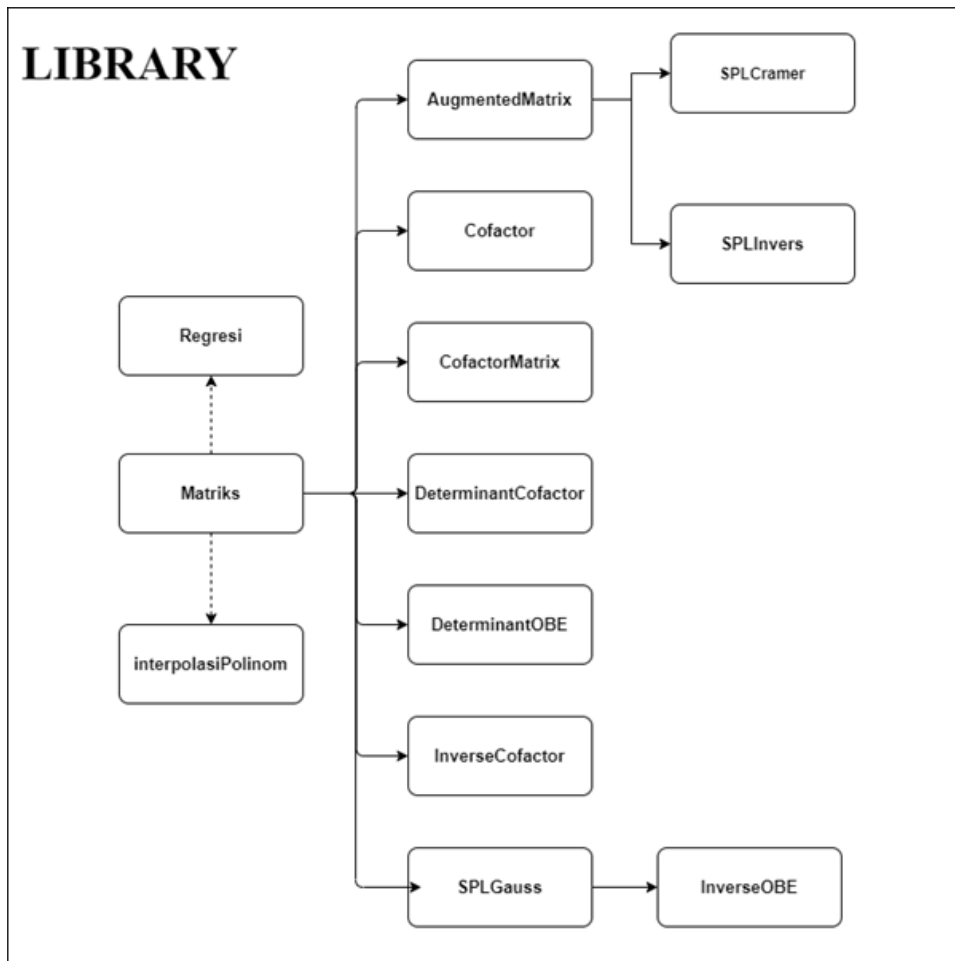 LIBRARY
AugmentedMatrix
SPLCramer
Cofactor
SPLInvers
Regresi
CofactorMatrix
Matriks
DeterminantCofactor
interpolasiPolinom
DeterminantOBE
InverseCofactor
SPLGauss
InverseOBE